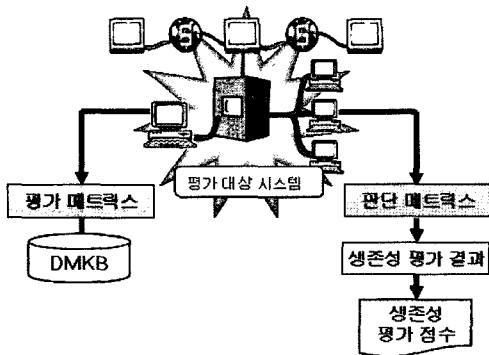 평가 대상 시스템
평가 메트릭스
DMKB
판단 메트릭스
생존성 평가 결과
생존성
평가 점수